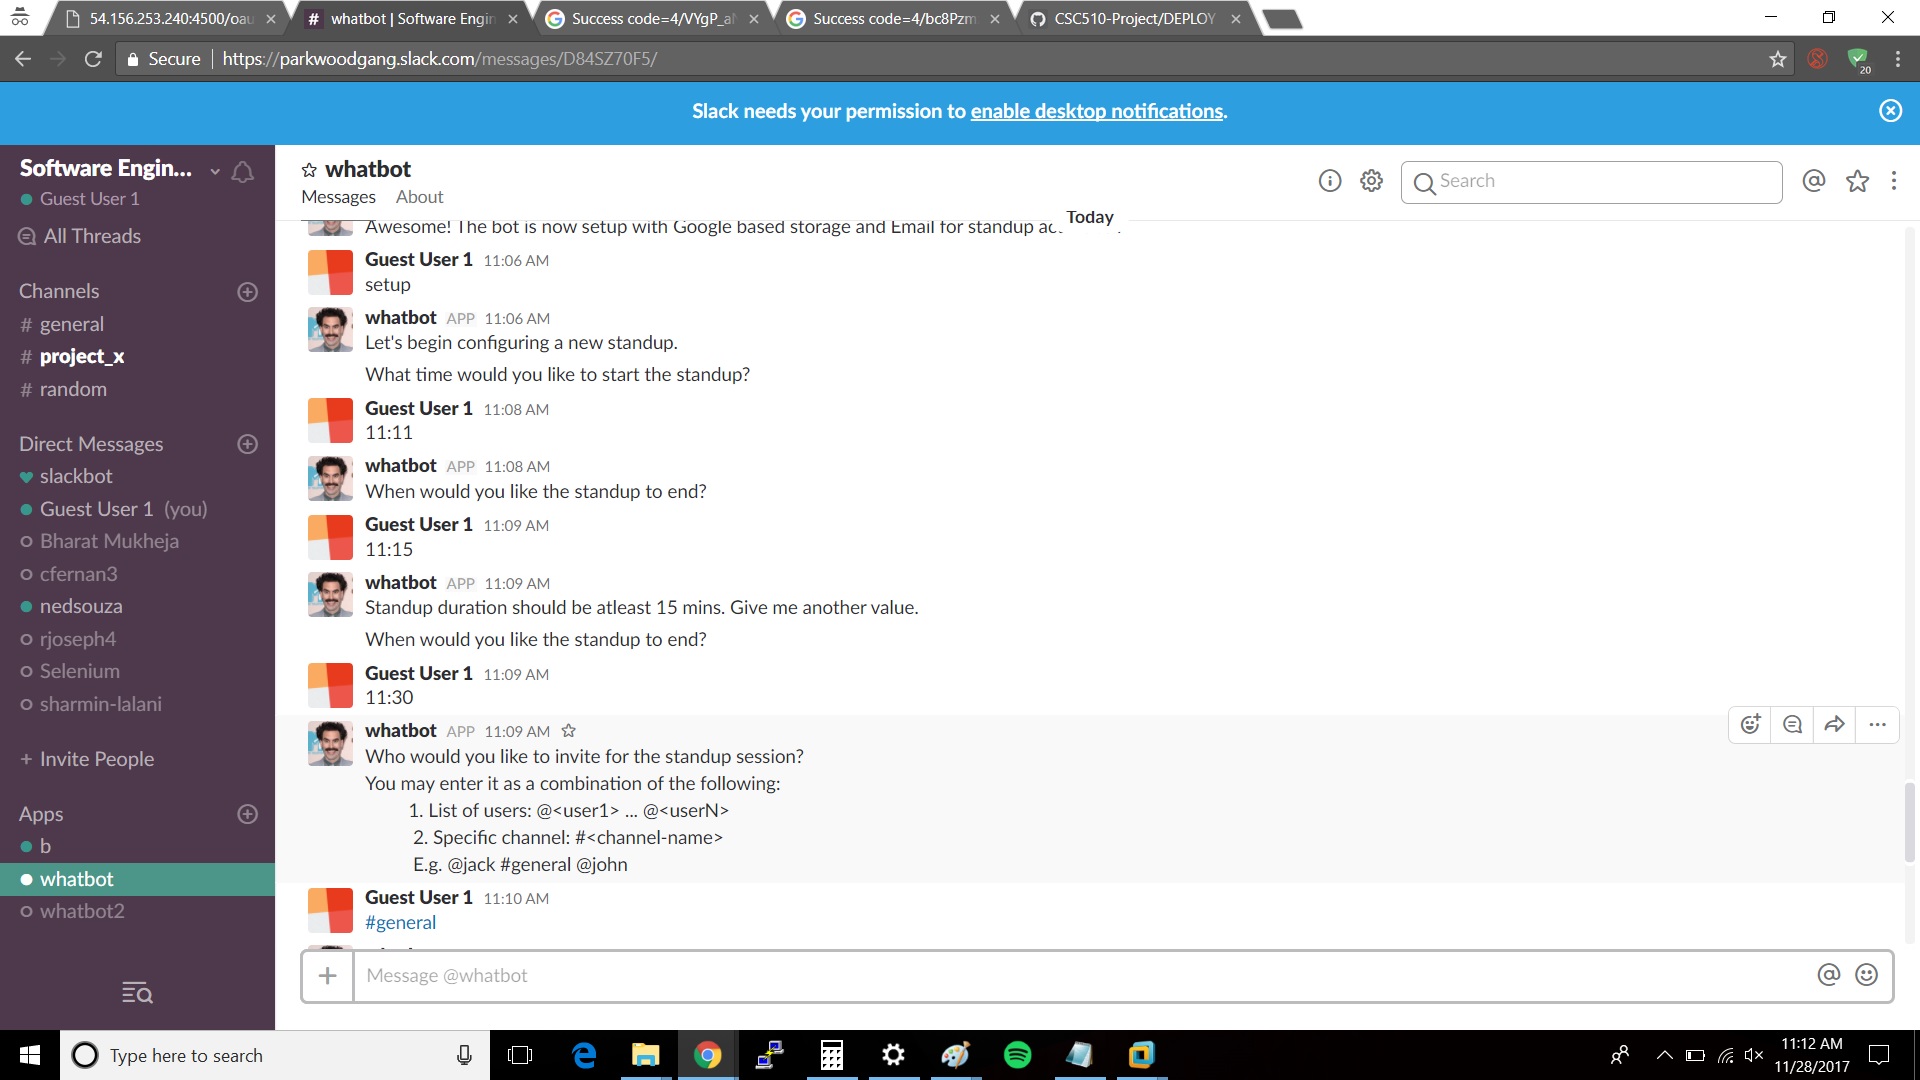 54.156.253.240:4500/oau
whatbot | Software Engin
Success code=4/VYgP_a
Success code=4/bc8Pzm
CSC510-Project/DEPLOY
Secure
https://parkwoodgang.slack.com/messages/D84SZ70F5/
20
Slack needs your permission to enable desktop notifications.
Software Engin...
Guest User 1
All Threads
Channels
# general
# project_x
# random
Direct Messages
slackbot
Guest User 1 (you)
Bharat Mukheja
cfernan3
nedsouza
rjoseph4
Selenium
sharmin-lalani
+ Invite People
Apps
b
whatbot
whatbot2
whatbot
Messages About
Search
Today
Awesome! The bot is now setup with Google based storage and Email for standup ac
Guest User 1 11:06 AM
setup
whatbot APP 11:06 AM
Let's begin configuring a new standup.
What time would you like to start the standup?
Guest User 1 11:08 AM
11:11
whatbot APP 11:08 AM
When would you like the standup to end?
Guest User 1 11:09 AM
11:15
whatbot APP 11:09 AM
Standup duration should be atleast 15 mins. Give me another value.
When would you like the standup to end?
Guest User 1 11:09 AM
11:30
whatbot APP 11:09 AM
Who would you like to invite for the standup session?
You may enter it as a combination of the following:
1. List of users: @<user1> ... @<userN>
2. Specific channel: #<channel-name>
E.g. @jack #general @john
Guest User 1 11:10 AM
#general
Message @whatbot
Type here to search
11:12 AM
11/28/2017